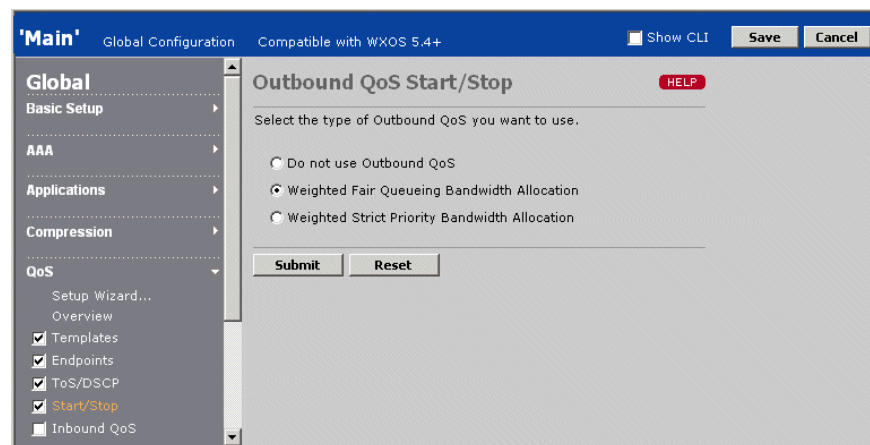 'Main' Global Configuration Compatible with WXOS 5.4+ Show CLI Save Cancel
Global
Basic Setup
AAA
Applications
Compression
QoS
Setup Wizard...
Overview
Templates
Endpoints
ToS/DSCP
Start/Stop
Inbound QoS
Outbound QoS Start/Stop HELP
Select the type of Outbound QoS you want to use.
Do not use Outbound QoS
Weighted Fair Queueing Bandwidth Allocation
Weighted Strict Priority Bandwidth Allocation
Submit Reset